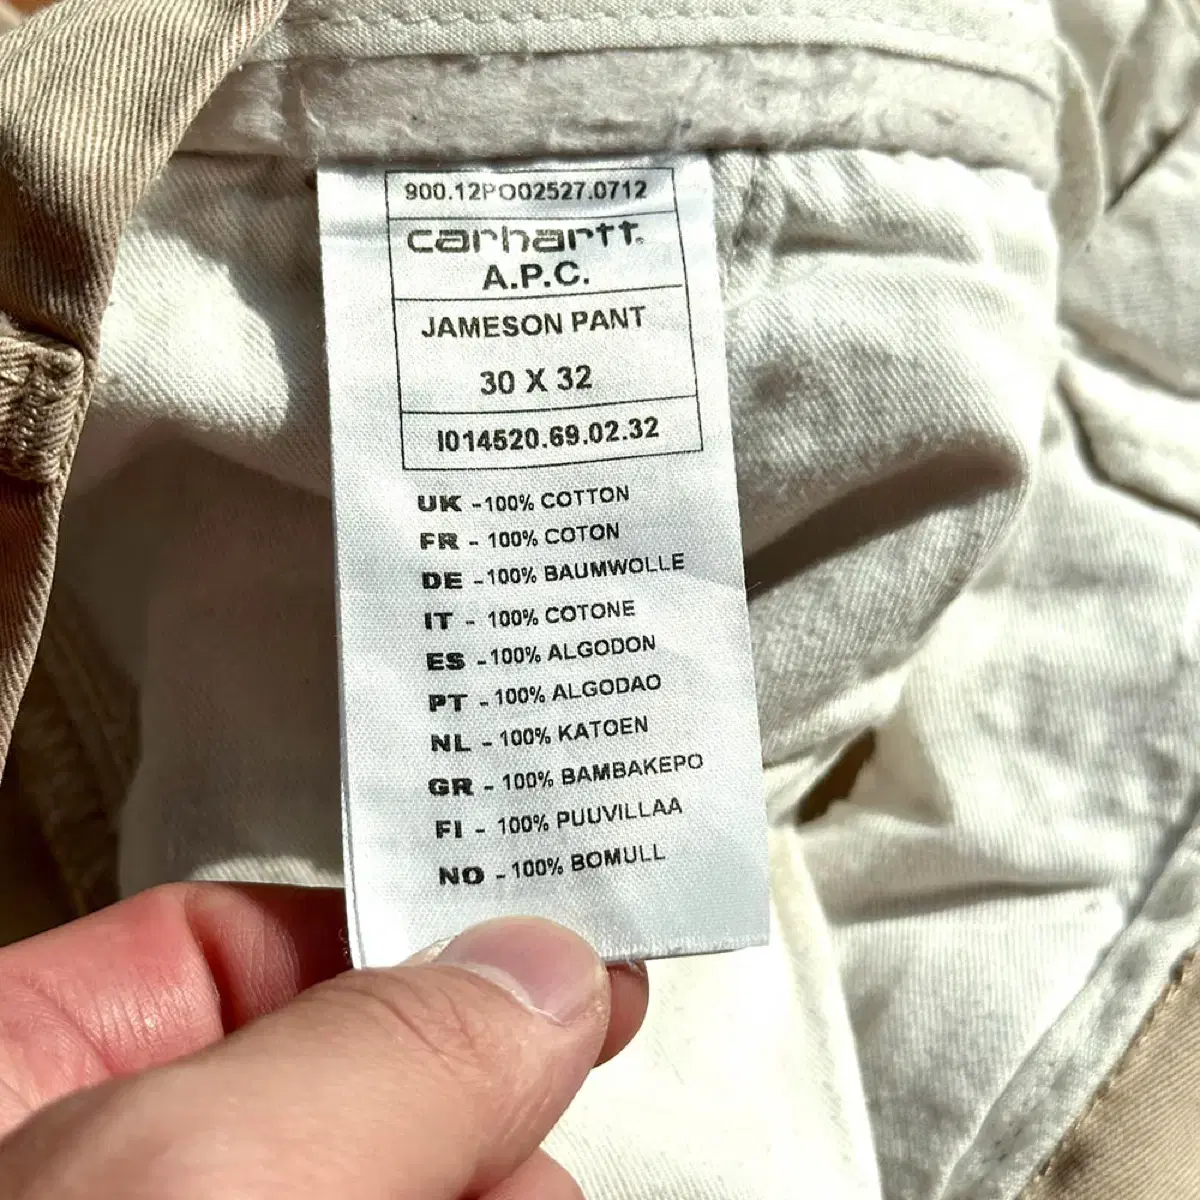 900.12PO02527.0712
carhartt.
A.P.C.
JAMESON PANT
30 X 32
I014520.69.02.32
UK - 100% COTTON
FR - 100% COTON
DE - 100% BAUMWOLLE
IT - 100% COTONE
ES - 100% ALGODON
PT - 100% ALGODAO
NL - 100% KATOEN
GR - 100% BAMBAKEPO
FI - 100% PUUVILLAA
NO - 100% BOMULL